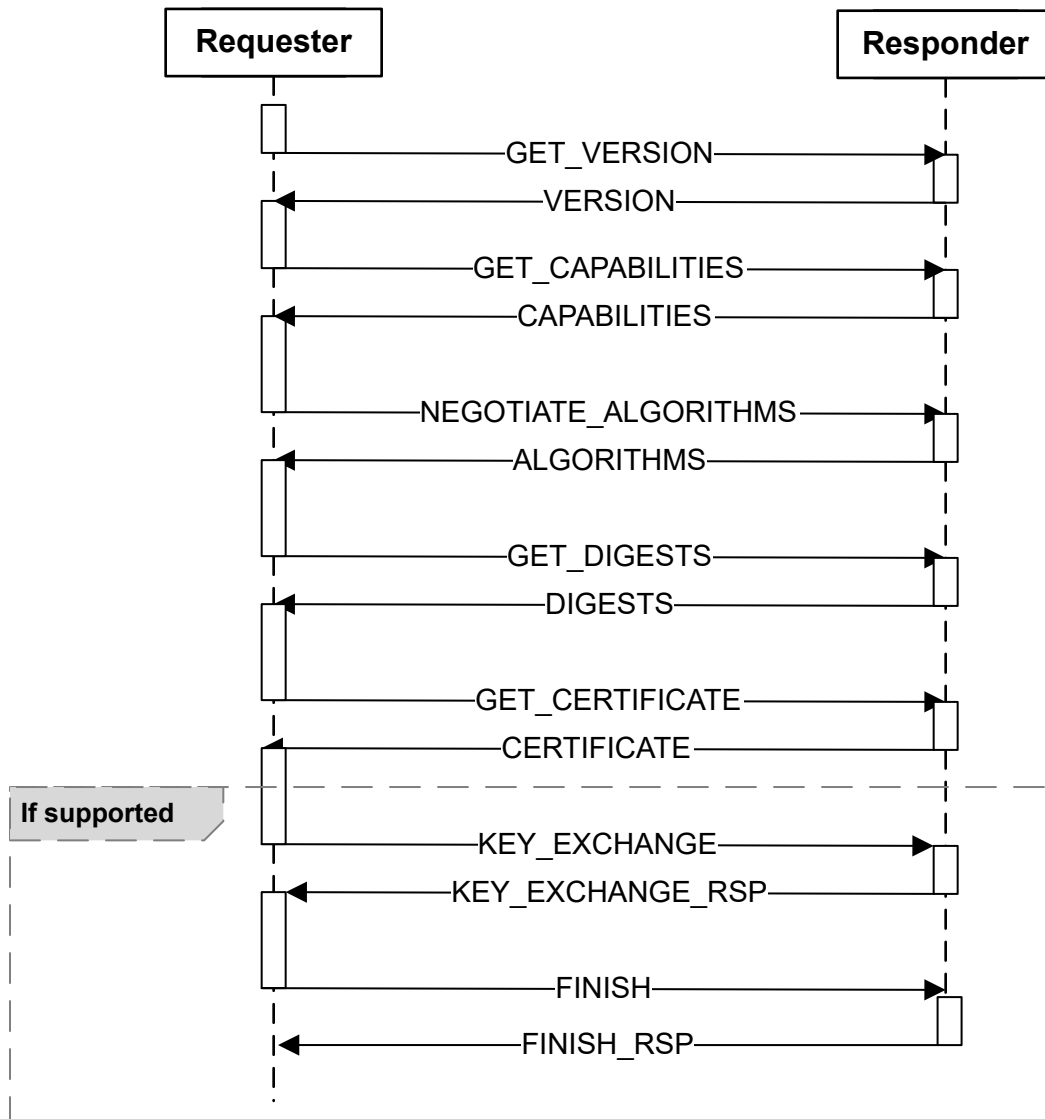 Requester
Responder
GET_VERSION
VERSION
GET_CAPABILITIES
CAPABILITIES
NEGOTIATE_ALGORITHMS
ALGORITHMS
GET_DIGESTS
DIGESTS
GET_CERTIFICATE
CERTIFICATE
If supported
KEY_EXCHANGE
KEY_EXCHANGE_RSP
FINISH
FINISH_RSP